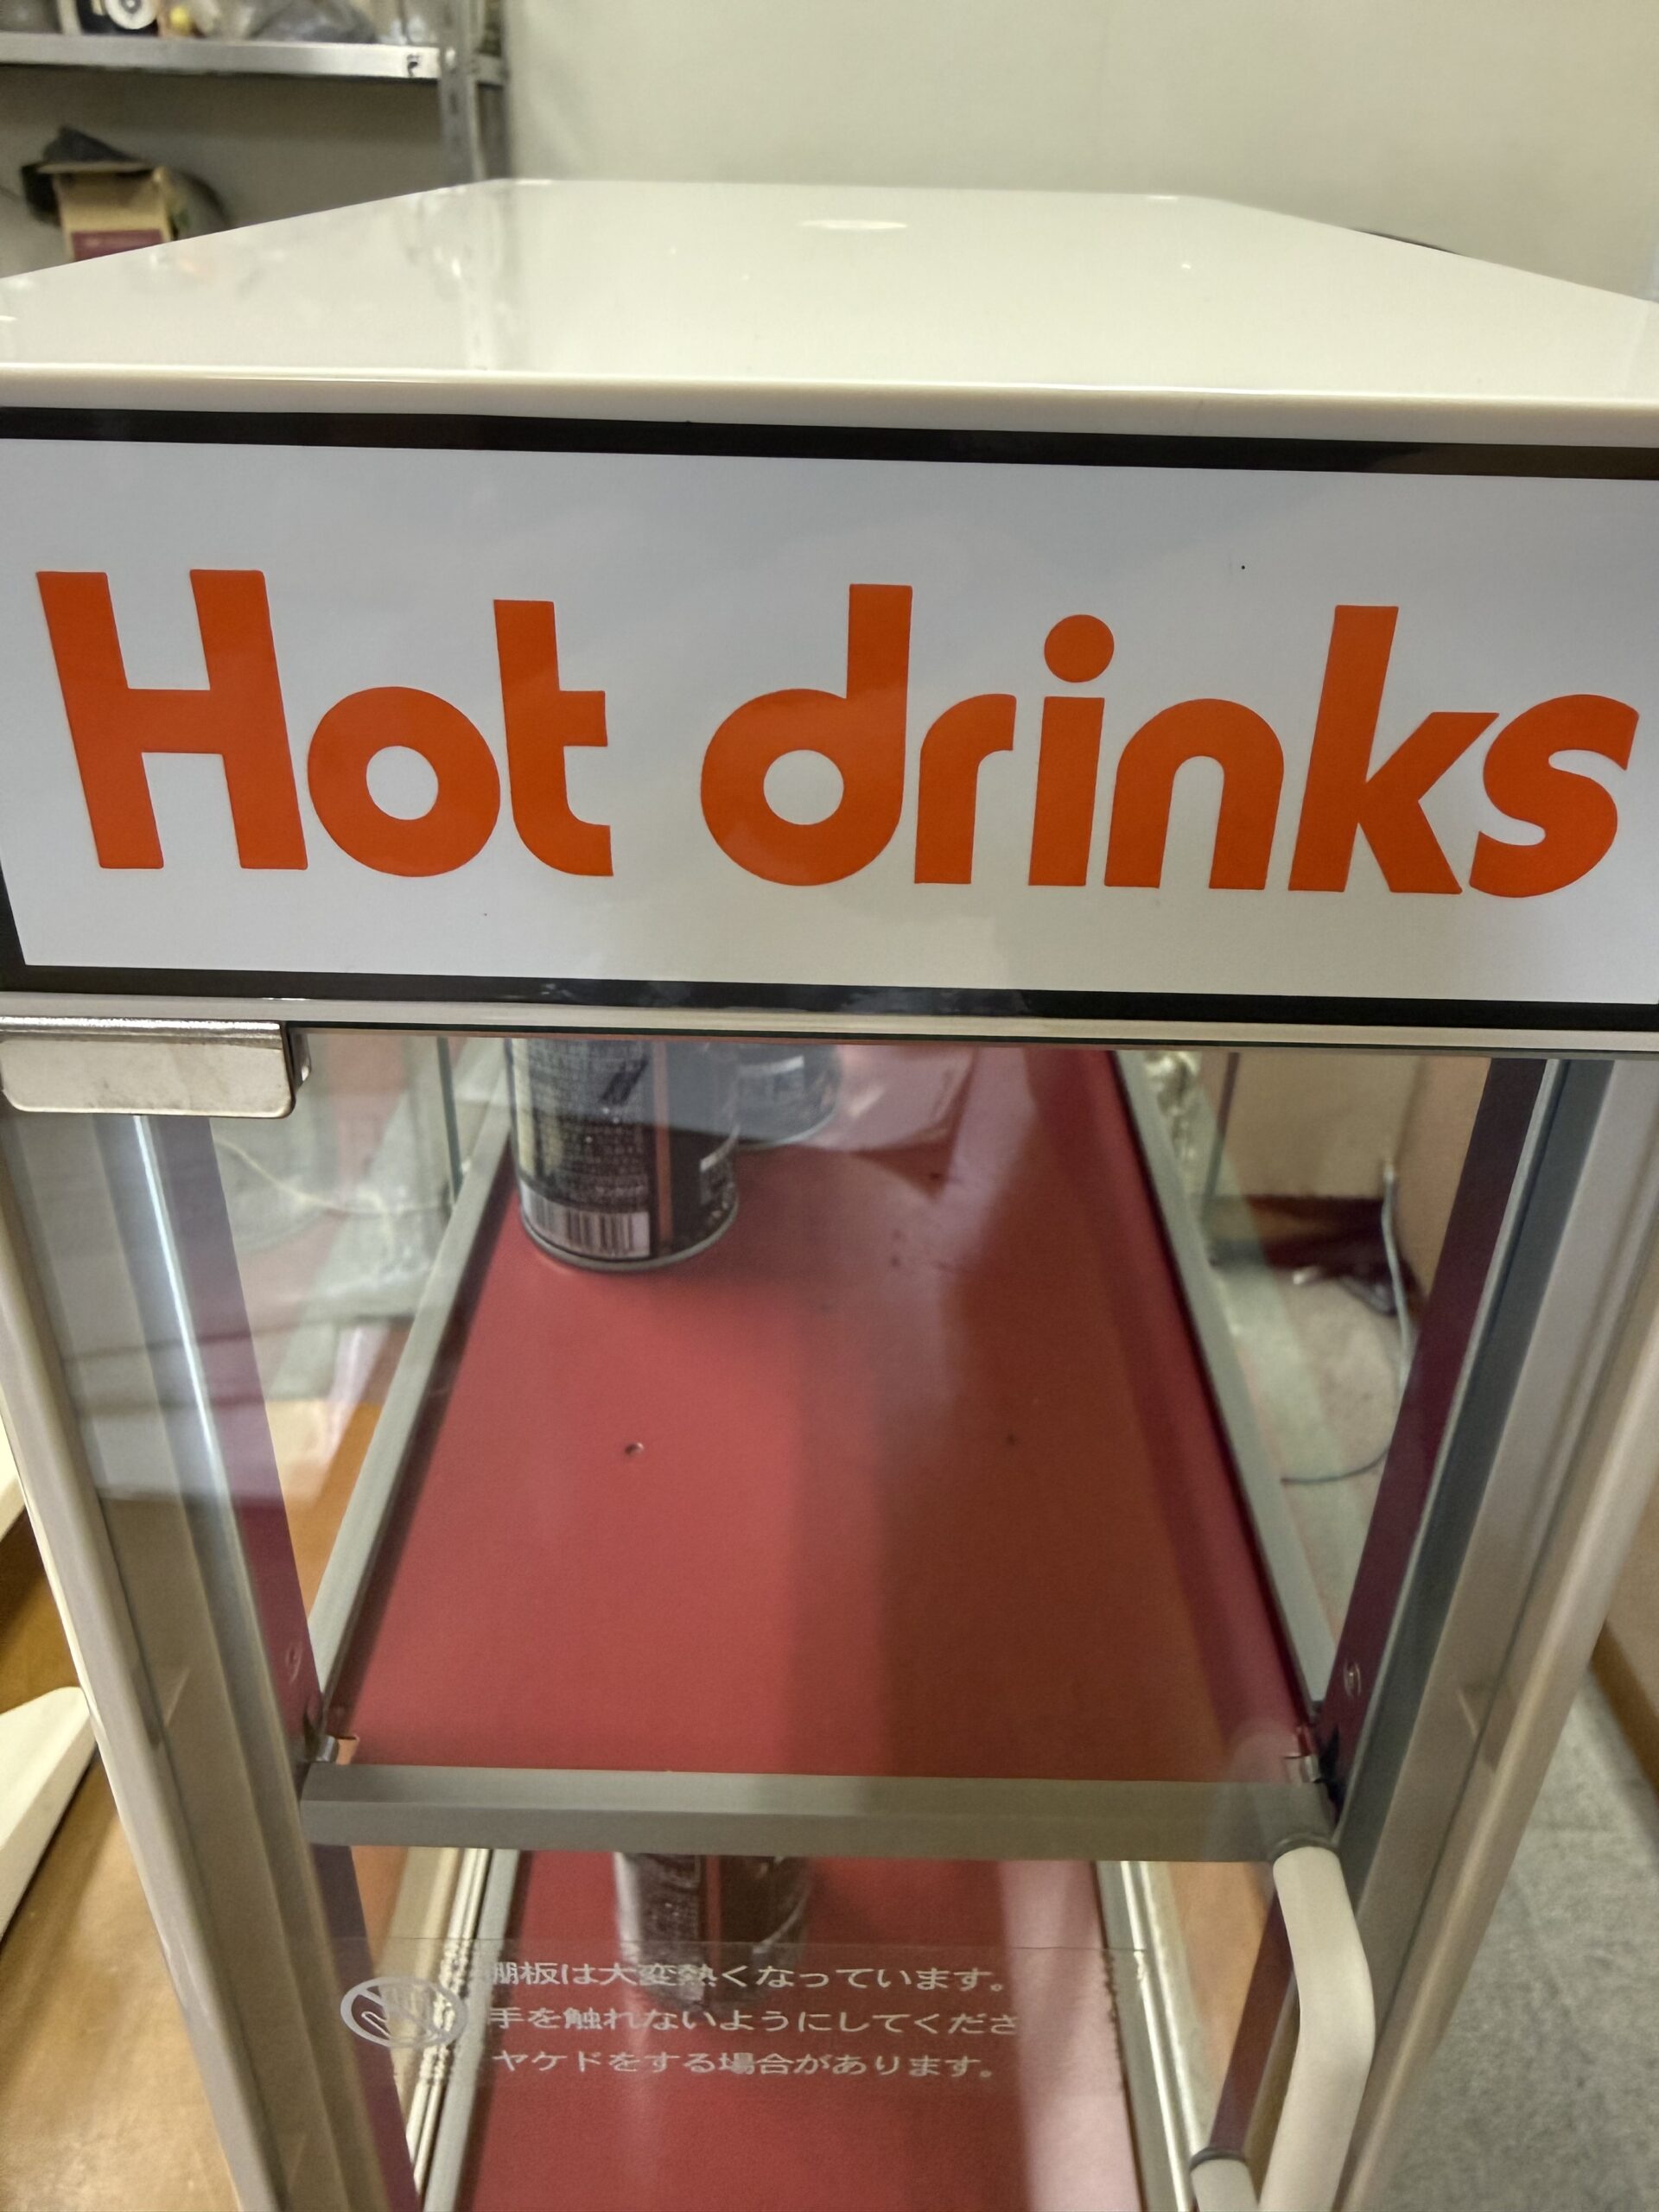 Hot drinks
棚板は大変熱くなっています。
手を触れないようにしてくださ
ヤケドをする場合があります。